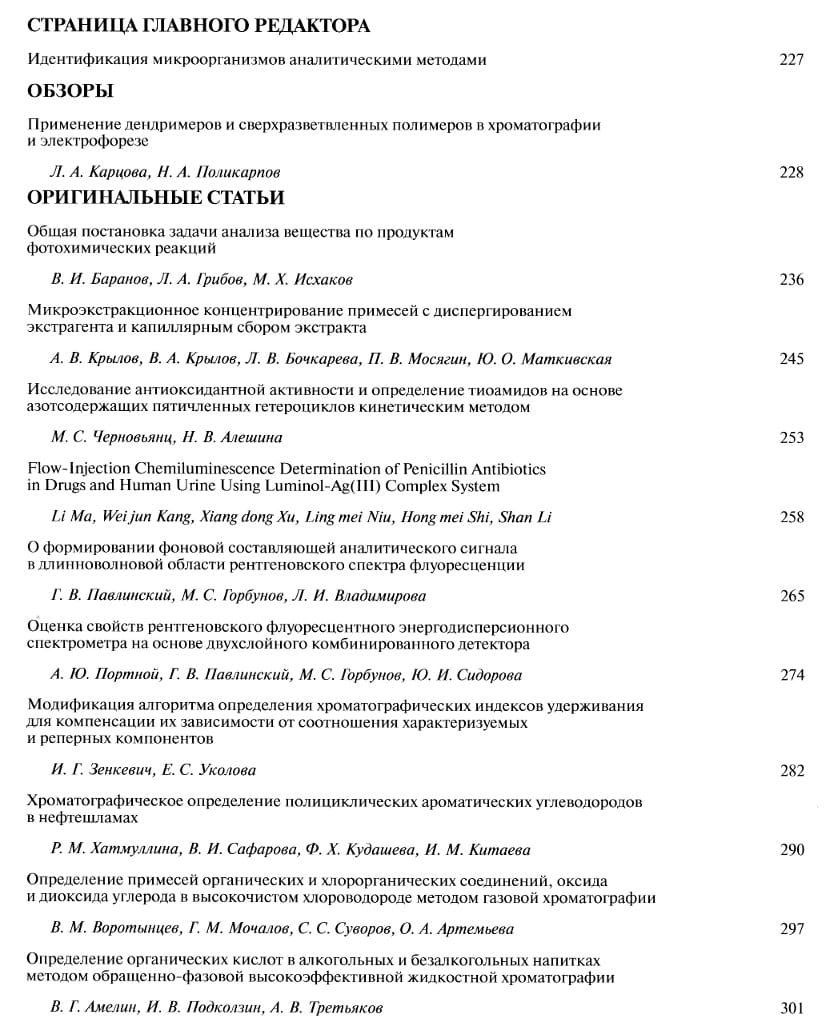 СТРАНИЦА ГЛАВНОГО РЕДАКТОРА
Идентификация микроорганизмов аналитическими методами 227
ОБЗОРЫ
Применение дендримеров и сверхразветвленных полимеров в хроматографии
и электрофорезе
Л. А. Карцова, Н. А. Поликарпов 228
ОРИГИНАЛЬНЫЕ СТАТЬИ
Общая постановка задачи анализа вещества по продуктам
фотохимических реакций
В. И. Баранов, Л. А. Грибов, М. Х. Исхаков 236
Микроэкстракционное концентрирование примесей с диспергированием
экстрагента и капиллярным сбором экстракта
А. В. Крылов, В. А. Крылов, Л. В. Бочкарева, П. В. Мосягин, Ю. О. Маткивская 245
Исследование антиоксидантной активности и определение тиоамидов на основе
азотсодержащих пятичленных гетероциклов кинетическим методом
М. С. Черновьянц, Н. В. Алешина 253
Flow-Injection Chemiluminescence Determination of Penicillin Antibiotics
in Drugs and Human Urine Using Luminol-Ag(III) Complex System
Li Ma, Wei jun Kang, Xiang dong Xu, Ling mei Niu, Hong mei Shi, Shan Li 258
О формировании фоновой составляющей аналитического сигнала
в длинноволновой области рентгеновского спектра флуоресценции
Г. В. Павлинский, М. С. Горбунов, Л. И. Владимирова 265
Оценка свойств рентгеновского флуоресцентного энергодисперсионного
спектрометра на основе двухслойного комбинированного детектора
А. Ю. Портной, Г. В. Павлинский, М. С. Горбунов, Ю. И. Сидорова 274
Модификация алгоритма определения хроматографических индексов удерживания
для компенсации их зависимости от соотношения характеризуемых
и реперных компонентов
И. Г. Зенкевич, Е. С. Уколова 282
Хроматографическое определение полициклических ароматических углеводородов
в нефтешламах
Р. М. Хатмуллина, В. И. Сафарова, Ф. Х. Кудашева, И. М. Китаева 290
Определение примесей органических и хлорорганических соединений, оксида
и диоксида углерода в высокочистом хлороводороде методом газовой хроматографии
В. М. Воротынцев, Г. М. Мочалов, С. С. Суворов, О. А. Артемьева 297
Определение органических кислот в алкогольных и безалкогольных напитках
методом обращенно-фазовой высокоэффективной жидкостной хроматографии
В. Г. Амелин, И. В. Подколзин, А. В. Третьяков 301